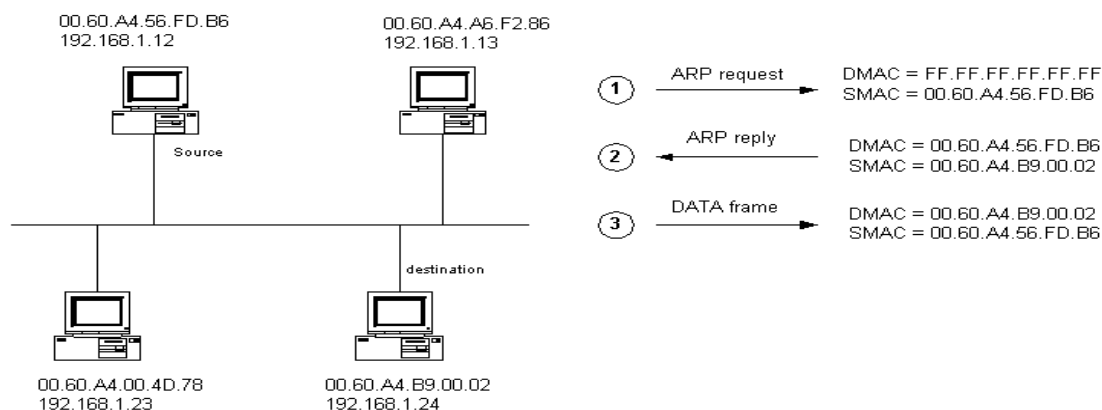 00.60.A4.56.FD.B6
192.168.1.12
00.60.A4.A6.F2.86
192.168.1.13
Source
destination
00.60.A4.00.4D.78
192.168.1.23
00.60.A4.B9.00.02
192.168.1.24
1
ARP request
DMAC = FF.FF.FF.FF.FF.FF
SMAC = 00.60.A4.56.FD.B6
2
ARP reply
DMAC = 00.60.A4.56.FD.B6
SMAC = 00.60.A4.B9.00.02
3
DATA frame
DMAC = 00.60.A4.B9.00.02
SMAC = 00.60.A4.56.FD.B6